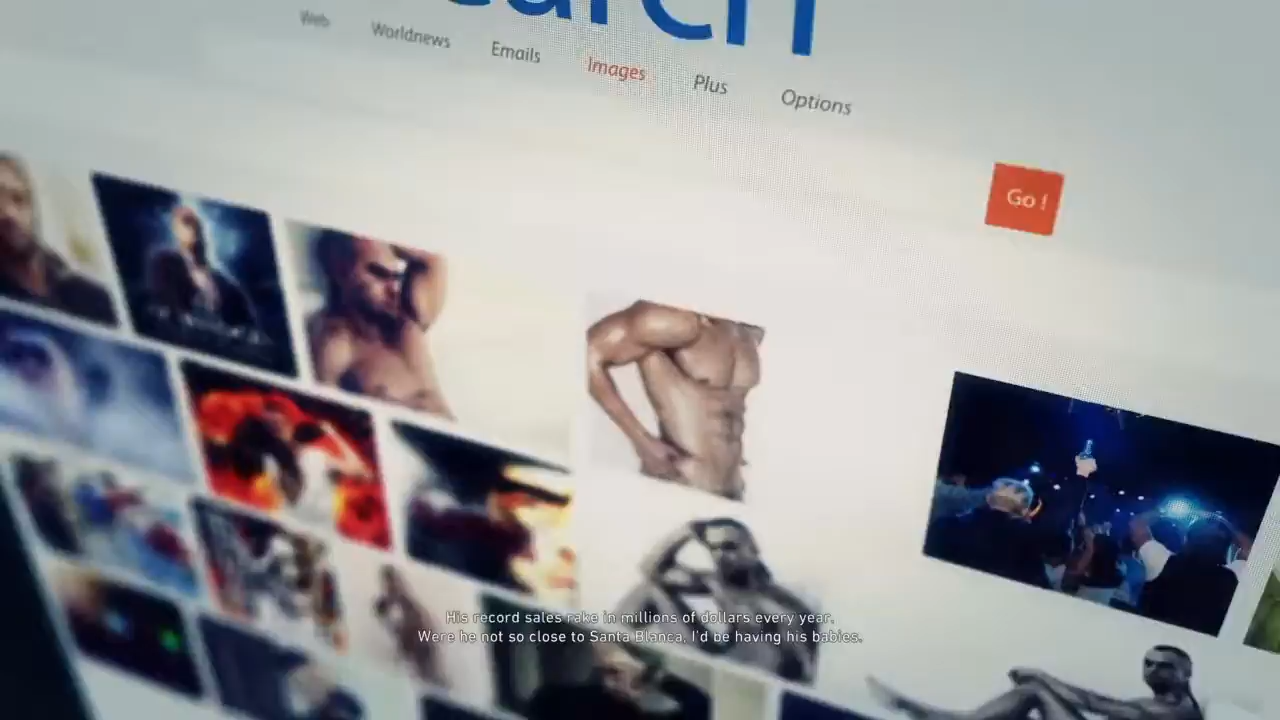 earch
Web Worldnews Emails Images Plus Options
Go !
His record sales rake in millions of dollars every year.
Were he not so close to Santa Blanca, I'd be having his babies.